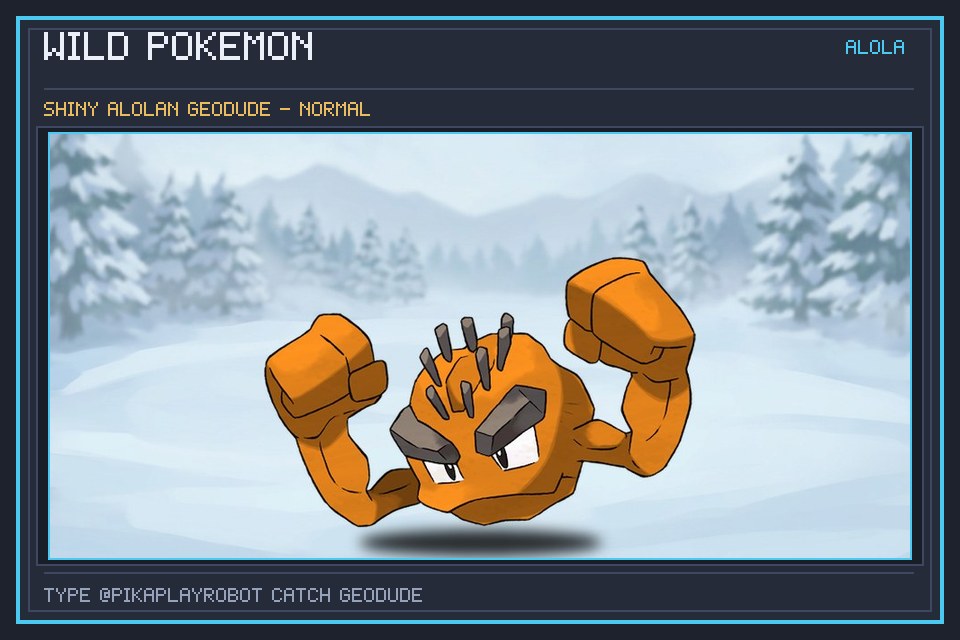 WILD POKEMON
ALOLA
SHINY ALOLAN GEODUDE - NORMAL
TYPE @PIKAPLAYROBOT CATCH GEODUDE